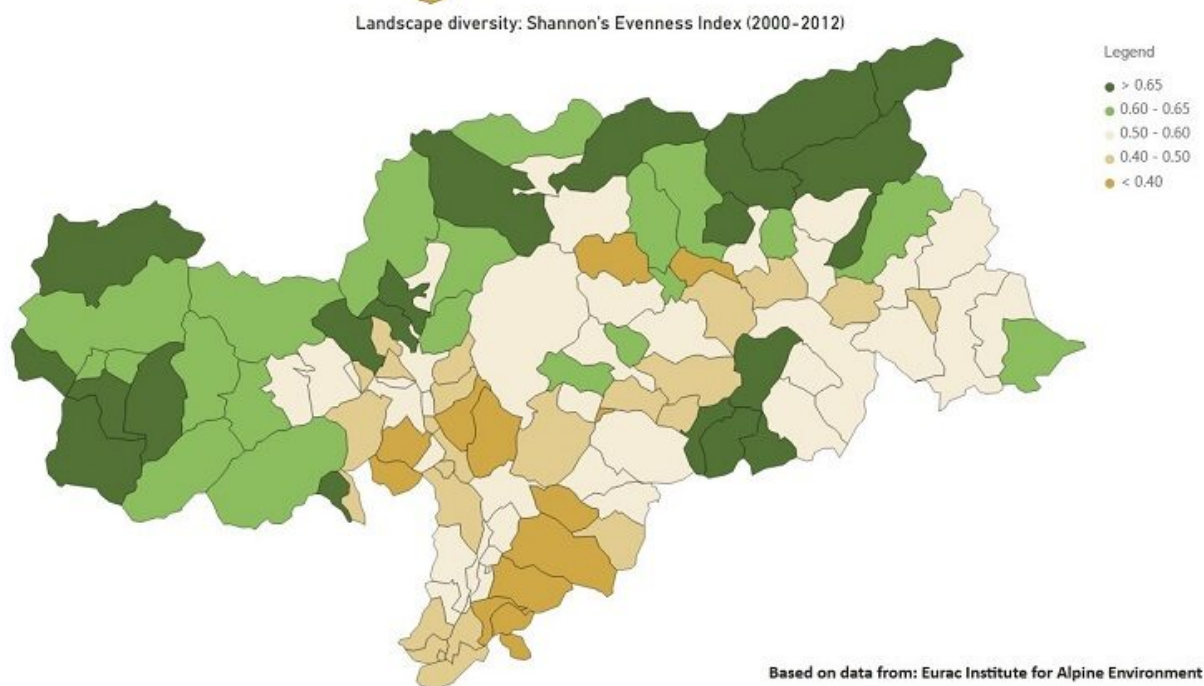 Landscape diversity: Shannon's Evenness Index (2000-2012)
Legend
> 0.65
0.60 - 0.65
0.50 - 0.60
0.40 - 0.50
< 0.40
Based on data from: Eurac Institute for Alpine Environment